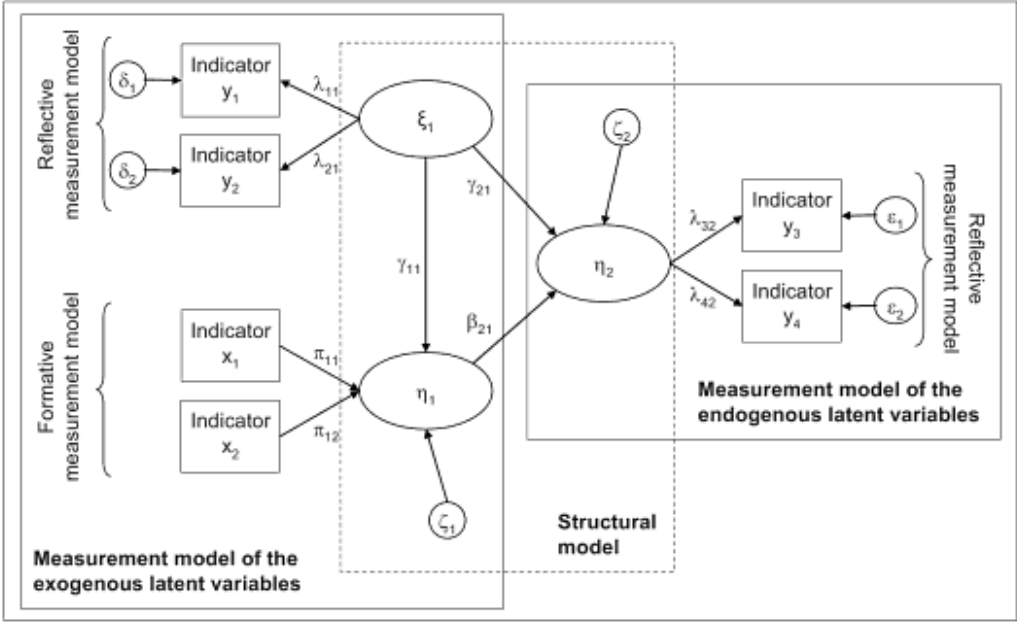 Reflective
measurement model
δ1
Indicator
y1
λ11
δ2
Indicator
y2
λ21
ξ1
γ21
γ11
ζ2
η2
λ32
λ42
Indicator
y3
ε1
Indicator
y4
ε2
Reflective
measurement model
Measurement model of the
endogenous latent variables
Formative
measurement model
Indicator
x1
π11
Indicator
x2
π12
η1
β21
ζ1
Structural
model
Measurement model of the
exogenous latent variables